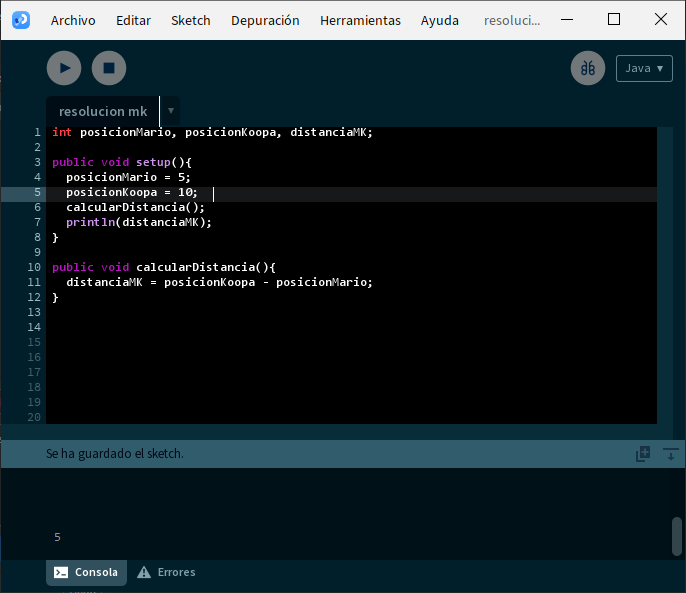 Archivo Editar Sketch Depuración Herramientas Ayuda resoluci...
Java ▾
resolucion mk ▾
1 int posicionMario, posicionKoopa, distanciaMK;
2
3 public void setup(){
4 posicionMario = 5;
5 posicionKoopa = 10;
6 calcularDistancia();
7 println(distanciaMK);
8 }
9
10 public void calcularDistancia(){
11 distanciaMK = posicionKoopa - posicionMario;
12 }
13
14
15
16
17
18
19
20
Se ha guardado el sketch.
5
Consola Errores